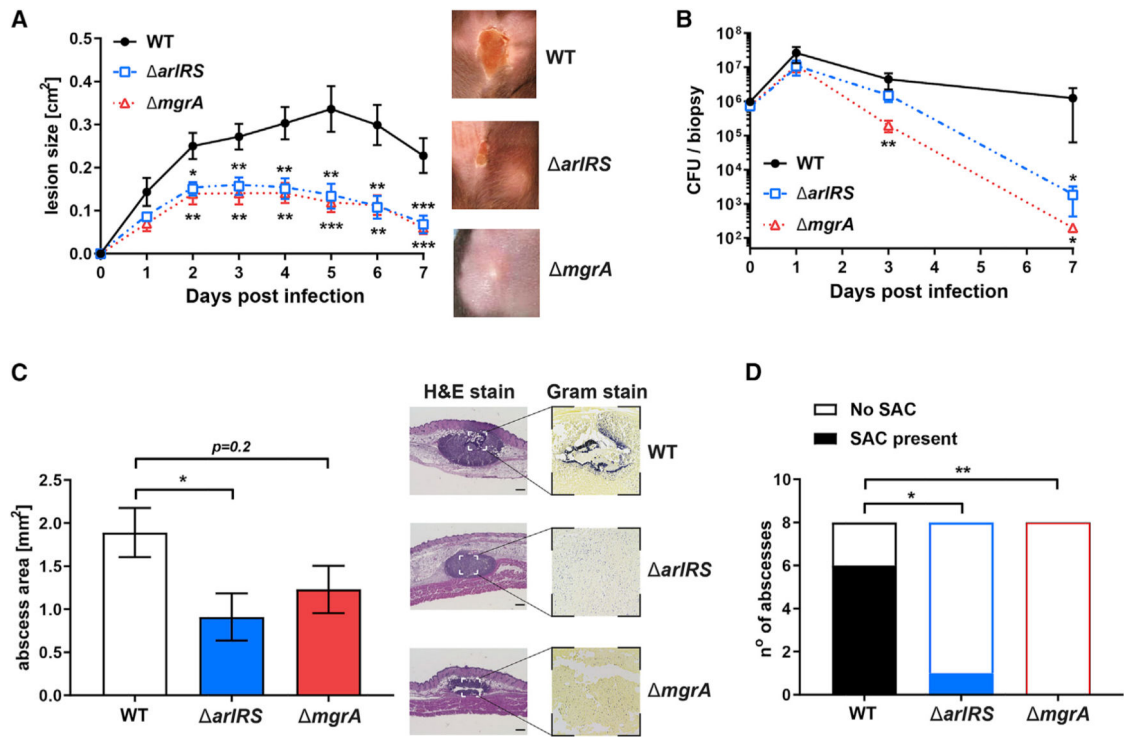 A
lesion size [cm²]
0.5
0.4
0.3
0.2
0.1
0.0
WT
ΔarlRS
ΔmgrA
* ** ** ** ** ***
** ** ** *** ** ***
0 1 2 3 4 5 6 7
Days post infection
WT
ΔarlRS
ΔmgrA
B
CFU / biopsy
10⁸
10⁷
10⁶
10⁵
10⁴
10³
10²
WT
ΔarlRS
ΔmgrA
**
*
*
0 1 2 3 4 5 6 7
Days post infection
C
abscess area [mm²]
2.5
2.0
1.5
1.0
0.5
0.0
p=0.2
*
WT ΔarlRS ΔmgrA
H&E stain Gram stain
WT
ΔarlRS
ΔmgrA
D
No SAC
SAC present
nº of abscesses
10
8
6
4
2
0
**
*
WT ΔarlRS ΔmgrA